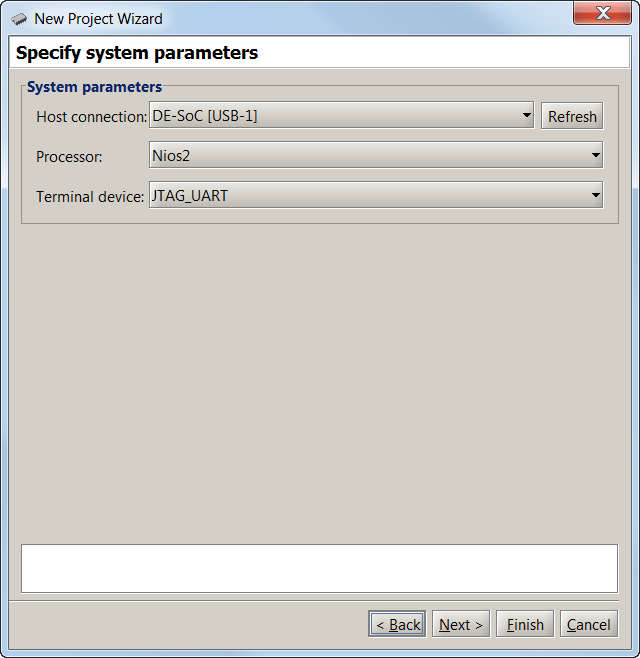 New Project Wizard
Specify system parameters
System parameters
Host connection: DE-SoC [USB-1] Refresh
Processor: Nios2
Terminal device: JTAG_UART
< Back Next > Finish Cancel